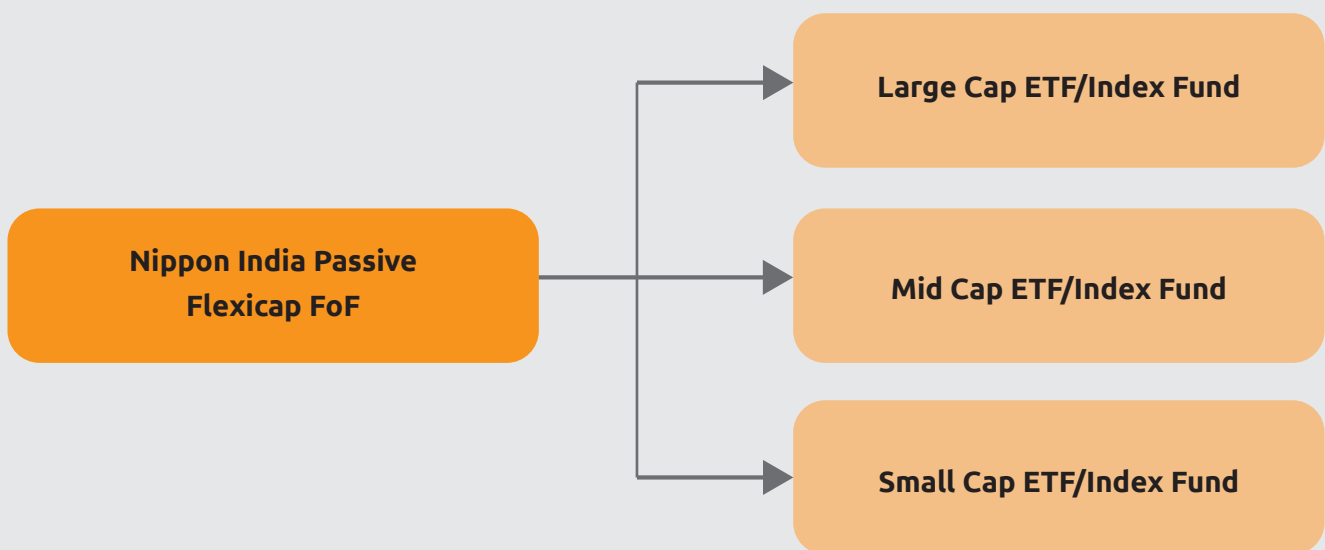 Large Cap ETF/Index Fund
Nippon India Passive
Flexicap FoF
Mid Cap ETF/Index Fund
Small Cap ETF/Index Fund